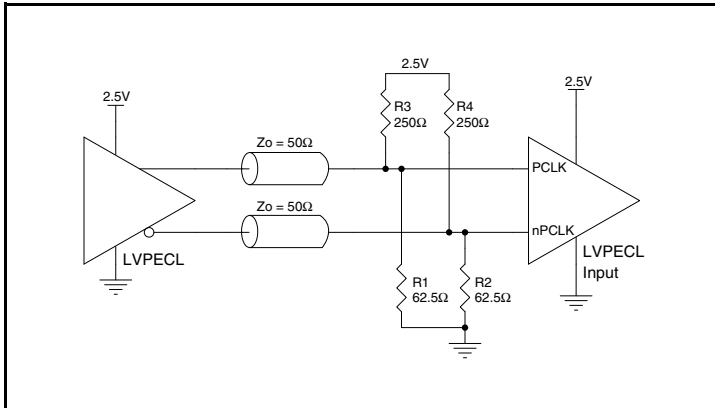 2.5V
2.5V
2.5V
R3
250Ω
R4
250Ω
Zo = 50Ω
PCLK
Zo = 50Ω
nPCLK
LVPECL
LVPECL
Input
R1
62.5Ω
R2
62.5Ω